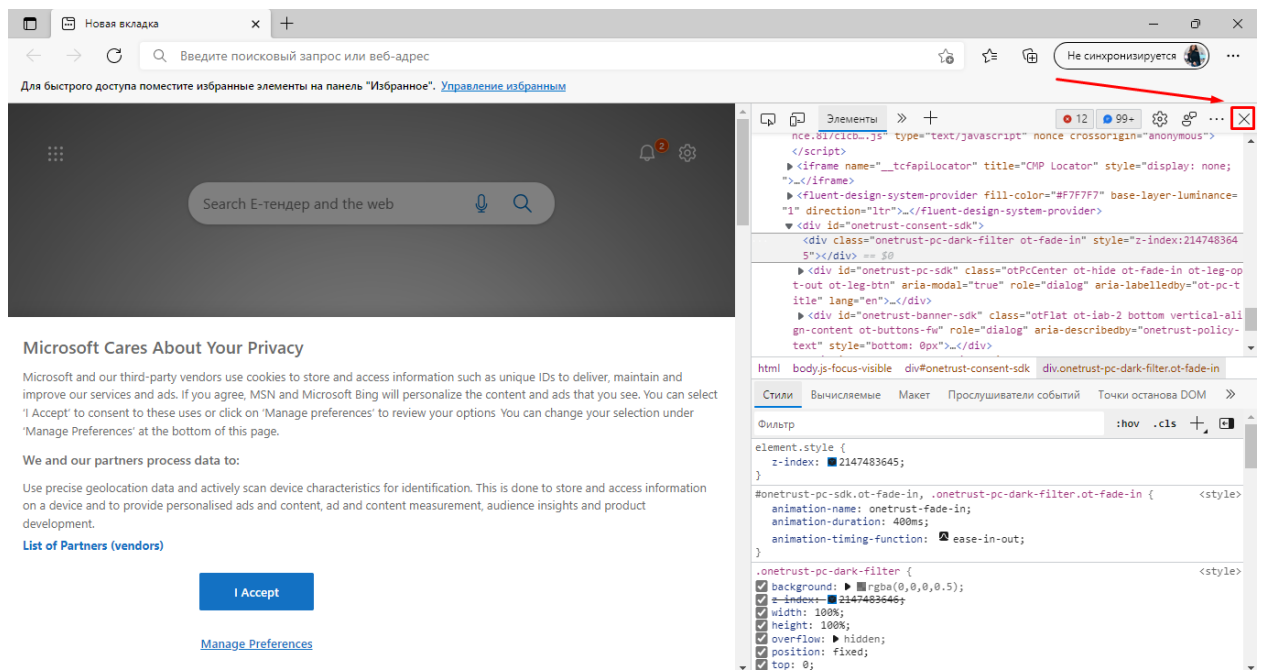 Новая вкладка
Введите поисковый запрос или веб-адрес
Не синхронизируется
Для быстрого доступа поместите избранные элементы на панель "Избранное". Управление избранным
2
Search Е-тендер and the web
Microsoft Cares About Your Privacy
Microsoft and our third-party vendors use cookies to store and access information such as unique IDs to deliver, maintain and
improve our services and ads. If you agree, MSN and Microsoft Bing will personalize the content and ads that you see. You can select
'I Accept' to consent to these uses or click on 'Manage preferences' to review your options You can change your selection under
'Manage Preferences' at the bottom of this page.
We and our partners process data to:
Use precise geolocation data and actively scan device characteristics for identification. This is done to store and access information
on a device and to provide personalised ads and content, ad and content measurement, audience insights and product
development.
List of Partners (vendors)
I Accept
Manage Preferences
Элементы
12 99+
nce.81/clcb….js" type="text/javascript" nonce crossorigin="anonymous">
</script>
<iframe name="__tcfapiLocator" title="CMP Locator" style="display: none;
">…</iframe>
<fluent-design-system-provider fill-color="#F7F7F7" base-layer-luminance=
"1" direction="ltr">…</fluent-design-system-provider>
<div id="onetrust-consent-sdk">
<div class="onetrust-pc-dark-filter ot-fade-in" style="z-index:214748364
5"></div> == $0
<div id="onetrust-pc-sdk" class="otPcCenter ot-hide ot-fade-in ot-leg-op
t-out ot-leg-btn" aria-modal="true" role="dialog" aria-labelledby="ot-pc-t
itle" lang="en">…</div>
<div id="onetrust-banner-sdk" class="otFlat ot-iab-2 bottom vertical-ali
gn-content ot-buttons-fw" role="dialog" aria-describedby="onetrust-policy-
text" style="bottom: 0px">…</div>
html body.js-focus-visible div#onetrust-consent-sdk div.onetrust-pc-dark-filter.ot-fade-in
Стили Вычисляемые Макет Прослушиватели событий Точки останова DOM
Фильтр
:hov .cls
element.style {
z-index: 2147483645;
}
#onetrust-pc-sdk.ot-fade-in, .onetrust-pc-dark-filter.ot-fade-in { <style>
animation-name: onetrust-fade-in;
animation-duration: 400ms;
animation-timing-function: ease-in-out;
}
.onetrust-pc-dark-filter { <style>
background: rgba(0,0,0,0.5);
z-index: 2147483646;
width: 100%;
height: 100%;
overflow: hidden;
position: fixed;
top: 0;